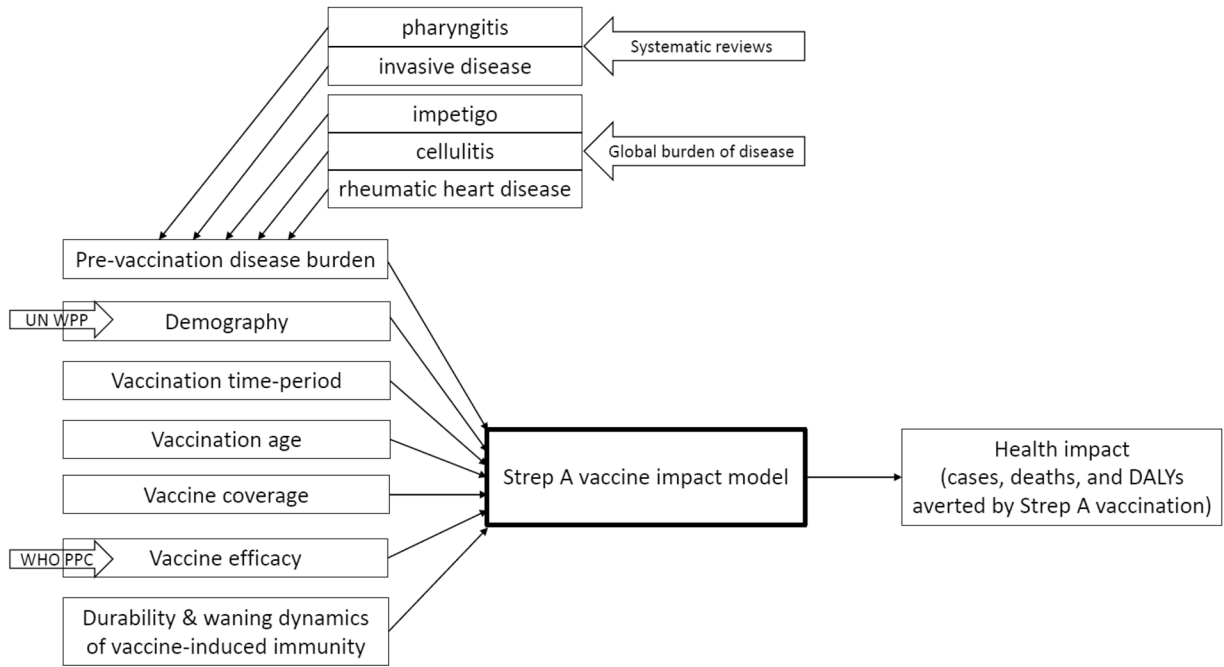 pharyngitis
invasive disease
Systematic reviews
impetigo
cellulitis
rheumatic heart disease
Global burden of disease
Pre-vaccination disease burden
UN WPP
Demography
Vaccination time-period
Vaccination age
Vaccine coverage
WHO PPC
Vaccine efficacy
Durability & waning dynamics
of vaccine-induced immunity
Strep A vaccine impact model
Health impact
(cases, deaths, and DALYs
averted by Strep A vaccination)